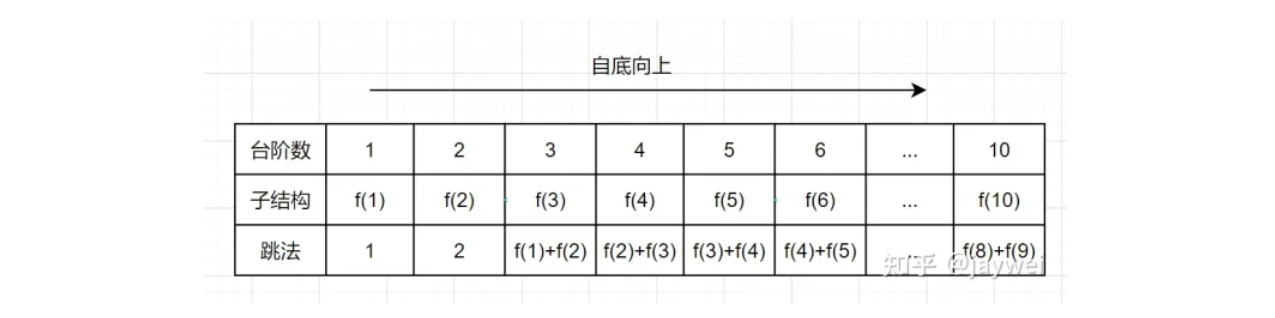 自底向上
台阶数 1 2 3 4 5 6 ... 10
子结构 f(1) f(2) f(3) f(4) f(5) f(6) ... f(10)
跳法 1 2 f(1)+f(2) f(2)+f(3) f(3)+f(4) f(4)+f(5) ... f(8)+f(9)
知乎 @jaywei